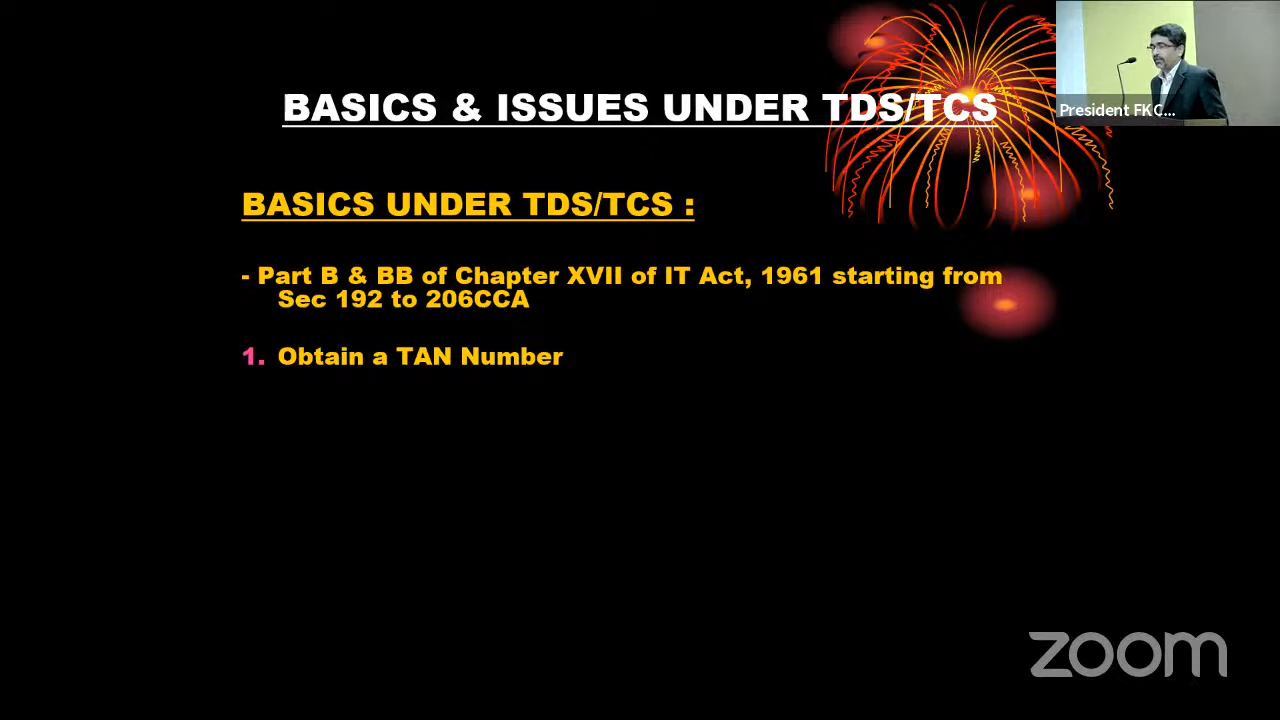 BASICS & ISSUES UNDER TDS/TCS
President FKC...
BASICS UNDER TDS/TCS :
- Part B & BB of Chapter XVII of IT Act, 1961 starting from
Sec 192 to 206CCA
1. Obtain a TAN Number
zoom